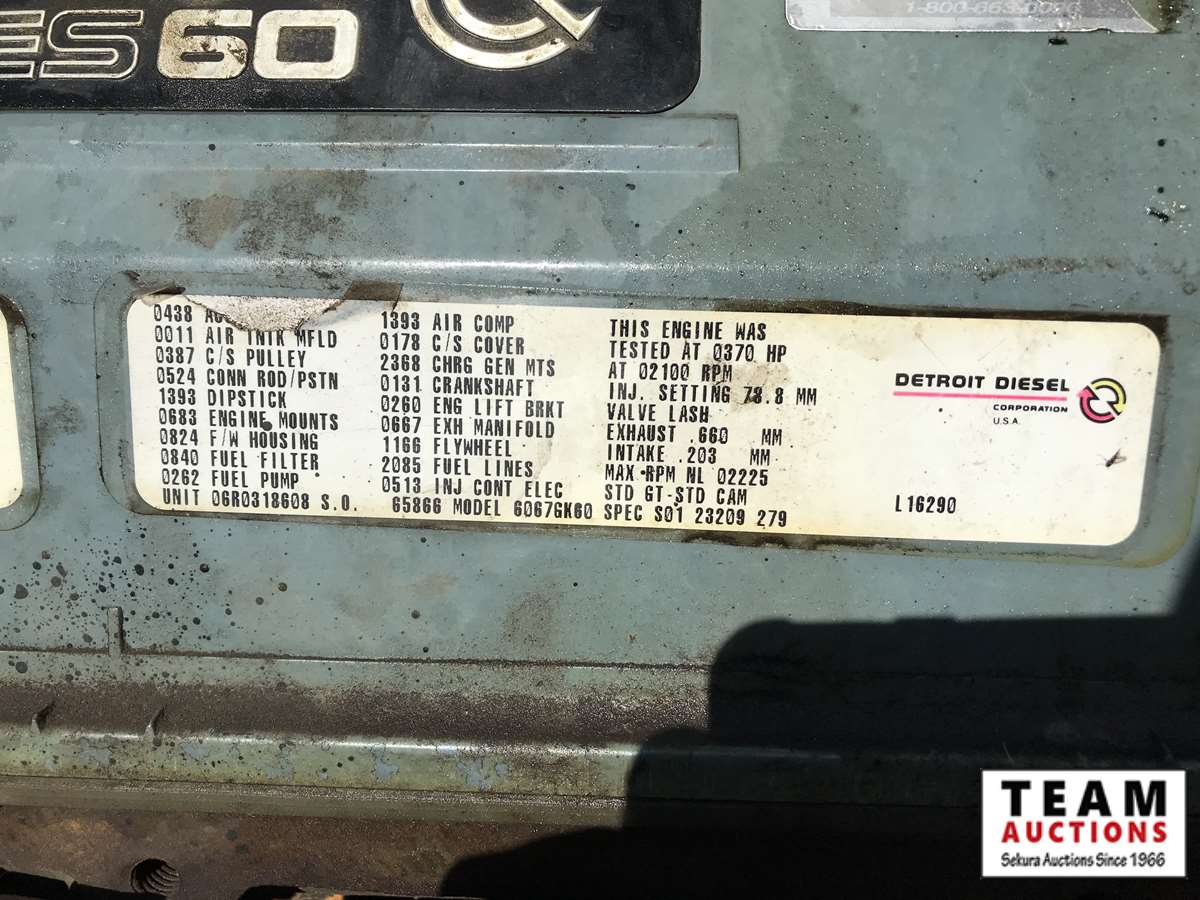 ES 60
1-800-663-
0438
0011 AIR INTK MFLD
0387 C/S PULLEY
0524 CONN ROD/PSTN
1393 DIPSTICK
0683 ENGINE MOUNTS
0824 F/W HOUSING
0840 FUEL FILTER
0262 FUEL PUMP
1393 AIR COMP
0178 C/S COVER
2368 CHRG GEN MTS
0131 CRANKSHAFT
0260 ENG LIFT BRKT
0667 EXH MANIFOLD
1166 FLYWHEEL
2085 FUEL LINES
0513 INJ CONT ELEC
THIS ENGINE WAS
TESTED AT 0370 HP
AT 02100 RPM
INJ. SETTING 78.8 MM
VALVE LASH
EXHAUST .660 MM
INTAKE .203 MM
MAX RPM NL 02225
STD GT-STD CAM
UNIT 06R0318608 S.O. 65866 MODEL 6067GK60 SPEC S01 23209 279
DETROIT DIESEL
CORPORATION
U.S.A.
L16290
TEAM
AUCTIONS
Sekura Auctions Since 1966